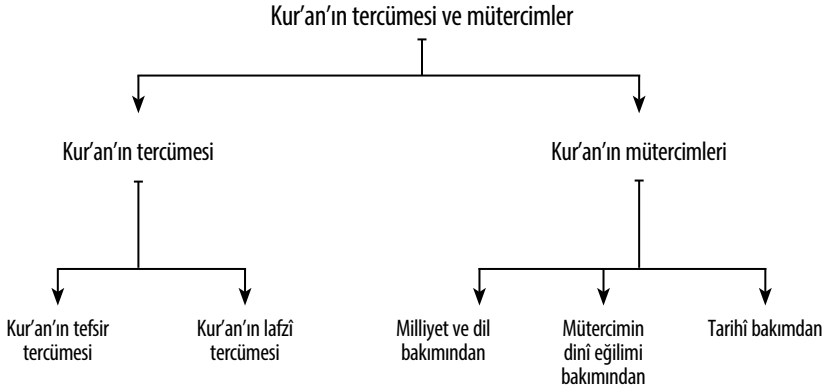 Kur’an’ın tercümesi ve mütercimler
Kur’an’ın tercümesi
Kur’an’ın mütercimleri
Kur’an’ın tefsir
tercümesi
Kur’an’ın lafzî
tercümesi
Milliyet ve dil
bakımından
Mütercimin
dinî eğilimi
bakımından
Tarihî bakımdan